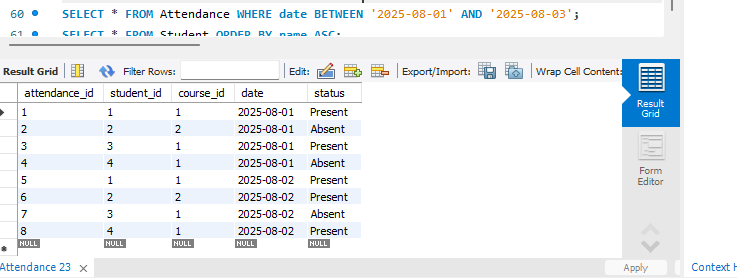 60 SELECT * FROM Attendance WHERE date BETWEEN '2025-08-01' AND '2025-08-03';
61 SELECT * FROM Student ORDER BY name ASC;
Result Grid Filter Rows: Edit: Export/Import: Wrap Cell Content:
attendance_id student_id course_id date status
1 1 1 2025-08-01 Present
2 2 2 2025-08-01 Absent
3 3 1 2025-08-01 Present
4 4 1 2025-08-01 Absent
5 1 1 2025-08-02 Present
6 2 2 2025-08-02 Present
7 3 1 2025-08-02 Absent
8 4 1 2025-08-02 Present
NULL NULL NULL NULL NULL
Result
Grid
Form
Editor
Attendance 23 Apply Context H